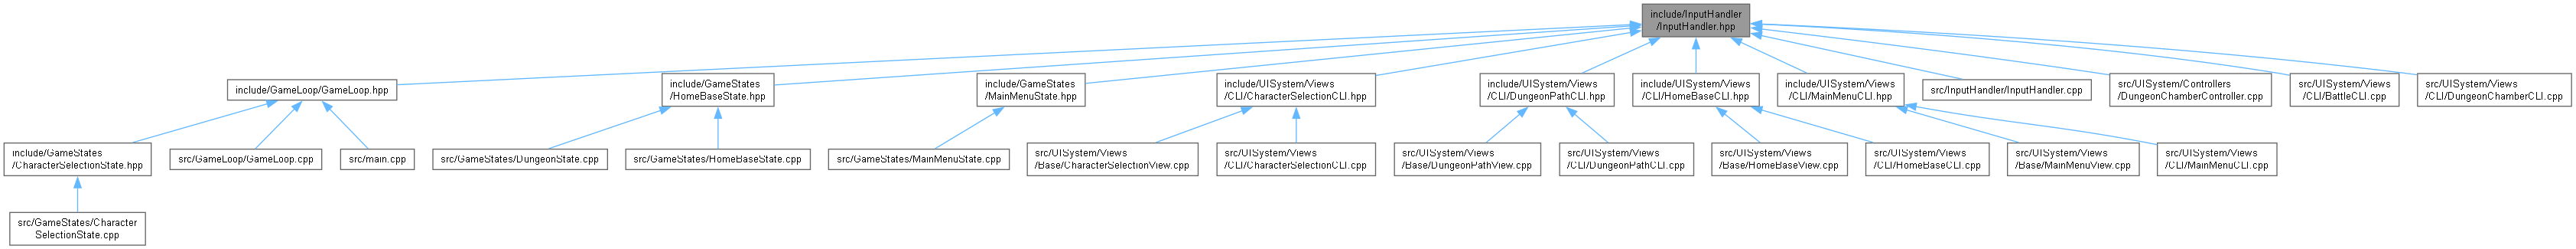 include/InputHandler
/InputHandler.hpp
include/GameLoop/GameLoop.hpp
include/GameStates
/HomeBaseState.hpp
include/GameStates
/MainMenuState.hpp
include/UISystem/Views
/CLI/CharacterSelectionCLI.hpp
include/UISystem/Views
/CLI/DungeonPathCLI.hpp
include/UISystem/Views
/CLI/HomeBaseCLI.hpp
include/UISystem/Views
/CLI/MainMenuCLI.hpp
src/InputHandler/InputHandler.cpp
src/UISystem/Controllers
/DungeonChamberController.cpp
src/UISystem/Views
/CLI/BattleCLI.cpp
src/UISystem/Views
/CLI/DungeonChamberCLI.cpp
include/GameStates
/CharacterSelectionState.hpp
src/GameLoop/GameLoop.cpp
src/main.cpp
src/GameStates/DungeonState.cpp
src/GameStates/HomeBaseState.cpp
src/GameStates/MainMenuState.cpp
src/UISystem/Views
/Base/CharacterSelectionView.cpp
src/UISystem/Views
/CLI/CharacterSelectionCLI.cpp
src/UISystem/Views
/Base/DungeonPathView.cpp
src/UISystem/Views
/CLI/DungeonPathCLI.cpp
src/UISystem/Views
/Base/HomeBaseView.cpp
src/UISystem/Views
/CLI/HomeBaseCLI.cpp
src/UISystem/Views
/Base/MainMenuView.cpp
src/UISystem/Views
/CLI/MainMenuCLI.cpp
src/GameStates/Character
SelectionState.cpp